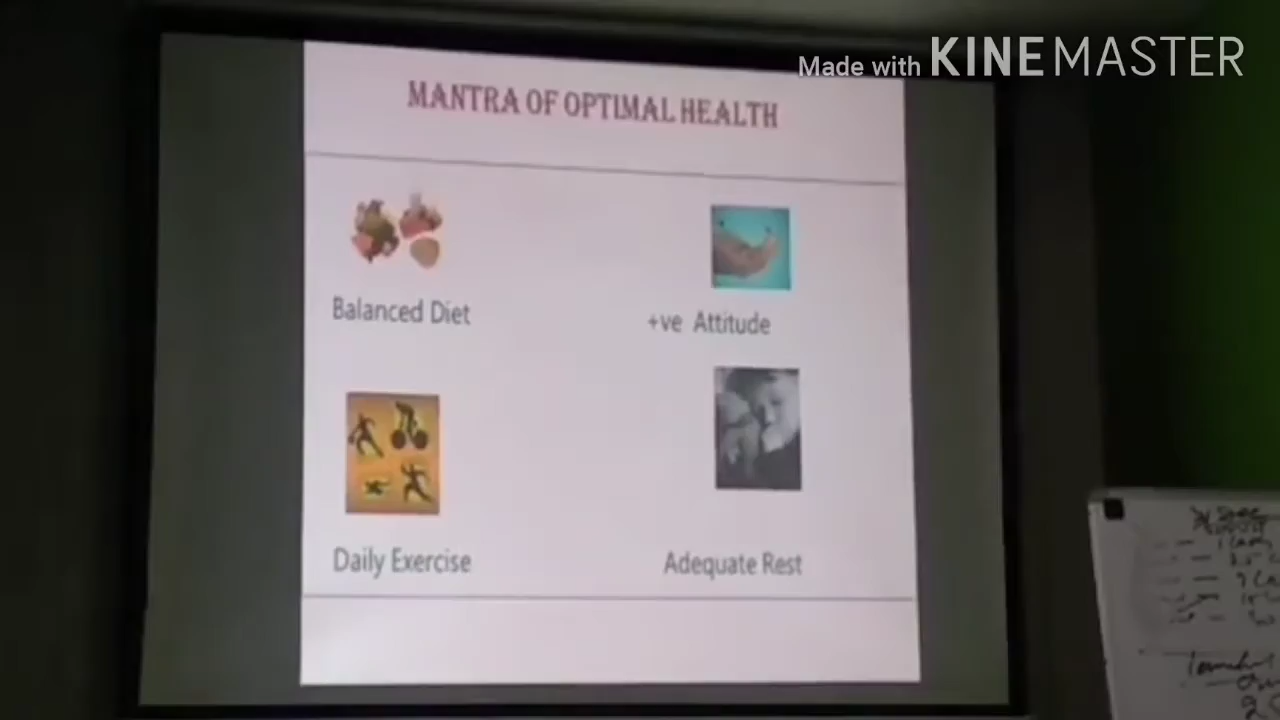 Made with KINEMASTER
MANTRA OF OPTIMAL HEALTH
Balanced Diet
+ve Attitude
Daily Exercise
Adequate Rest